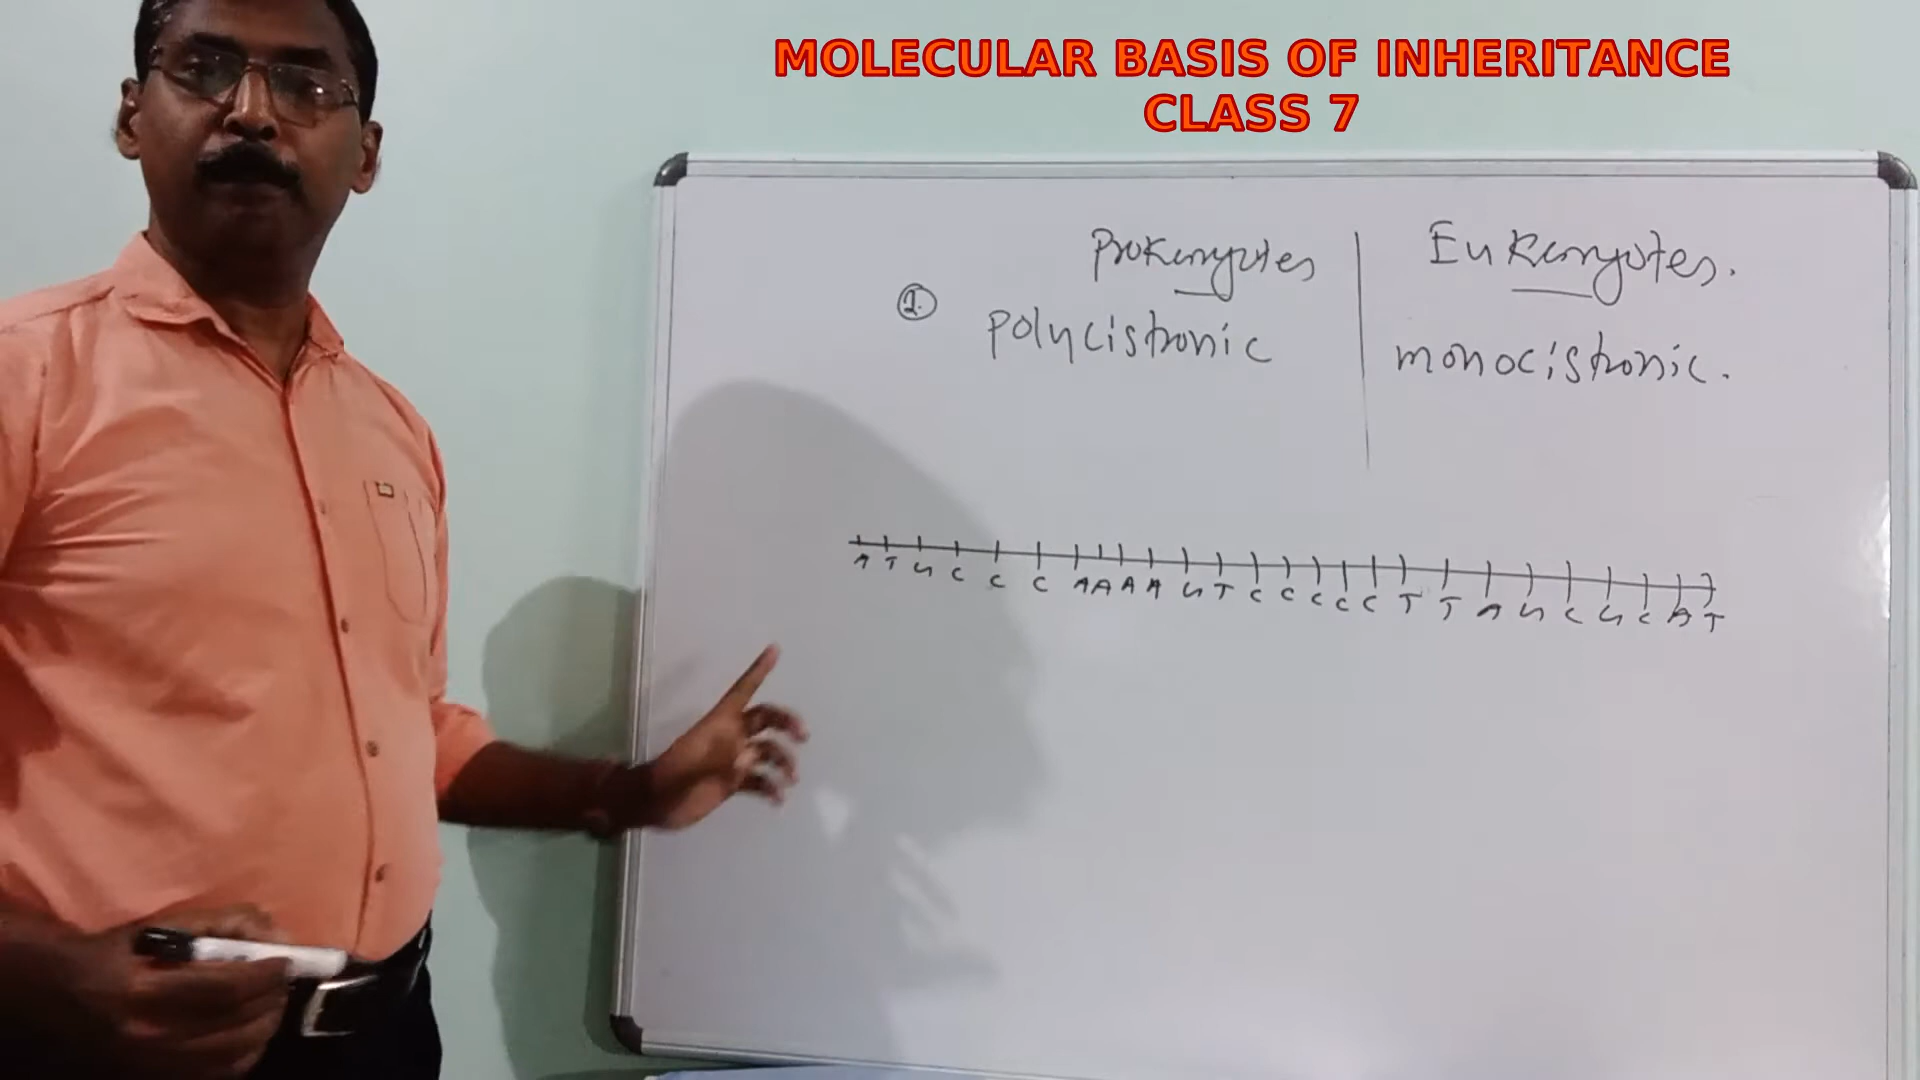 MOLECULAR BASIS OF INHERITANCE
CLASS 7
Prokaryotes | Eukaryotes.
1. polycistronic | monocistronic.
A T G C C C A A A A G T C C C C C T T A G C G C A T